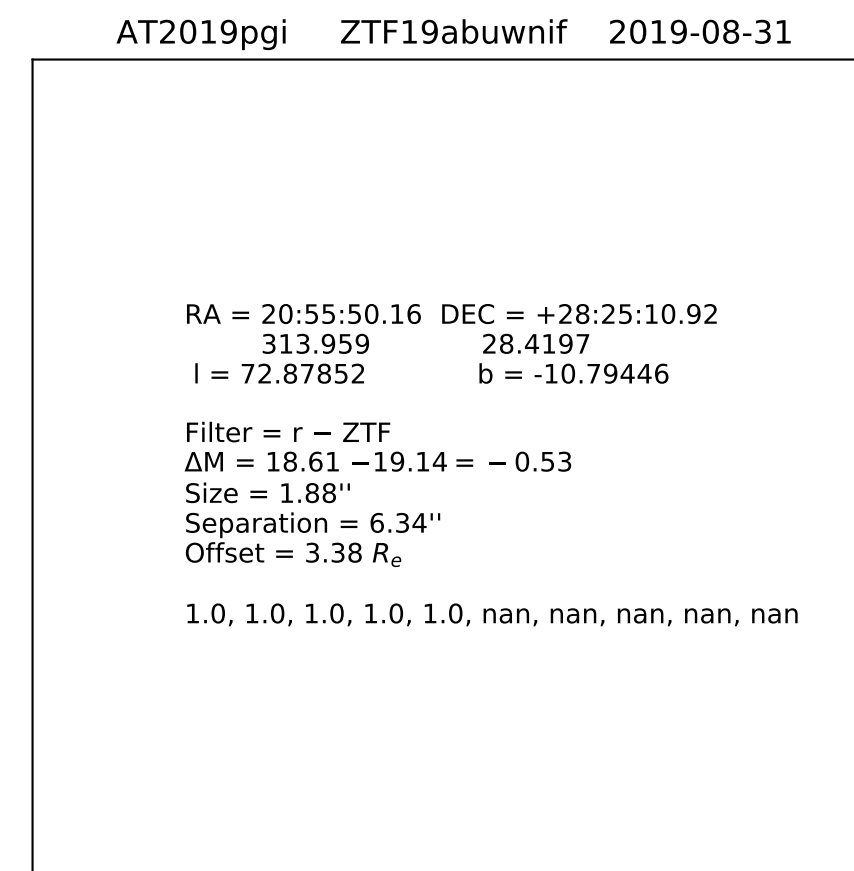 AT2019pgi ZTF19abuwnif 2019-08-31
RA = 20:55:50.16 DEC = +28:25:10.92
313.959 28.4197
l = 72.87852 b = -10.79446
Filter = r − ZTF
ΔM = 18.61 −19.14 = − 0.53
Size = 1.88''
Separation = 6.34''
Offset = 3.38 Rₑ
1.0, 1.0, 1.0, 1.0, 1.0, nan, nan, nan, nan, nan